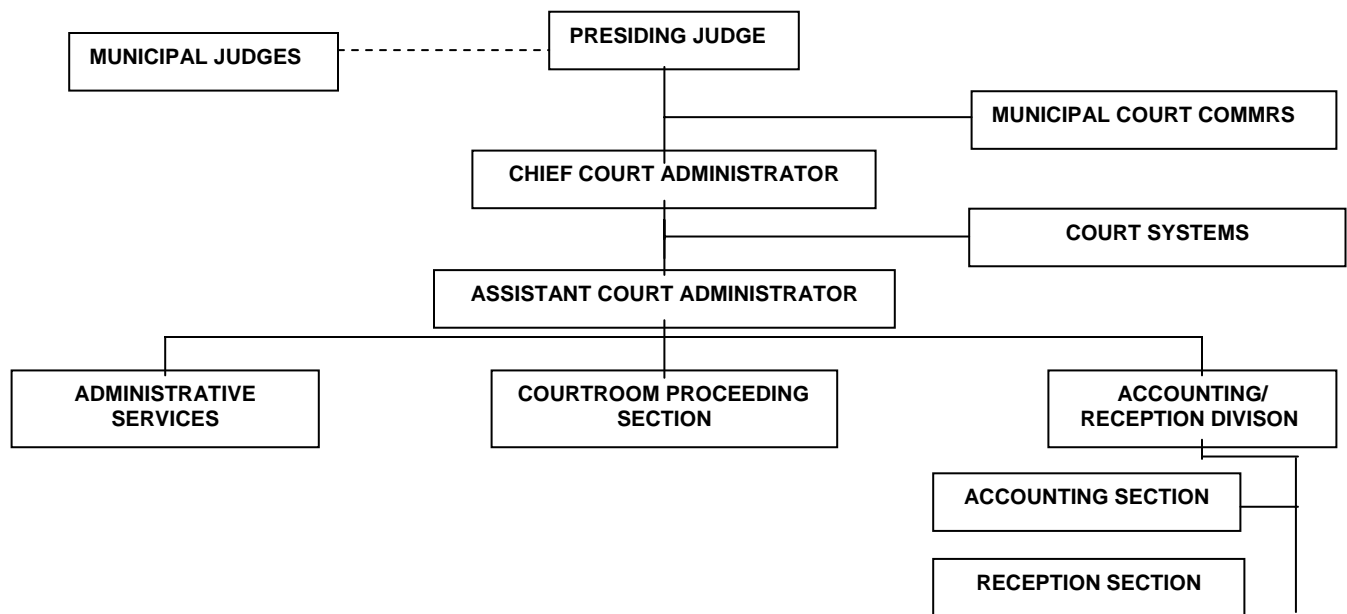 PRESIDING JUDGE
MUNICIPAL JUDGES
MUNICIPAL COURT COMMRS
CHIEF COURT ADMINISTRATOR
COURT SYSTEMS
ASSISTANT COURT ADMINISTRATOR
ADMINISTRATIVE
SERVICES
COURTROOM PROCEEDING
SECTION
ACCOUNTING/
RECEPTION DIVISON
ACCOUNTING SECTION
RECEPTION SECTION